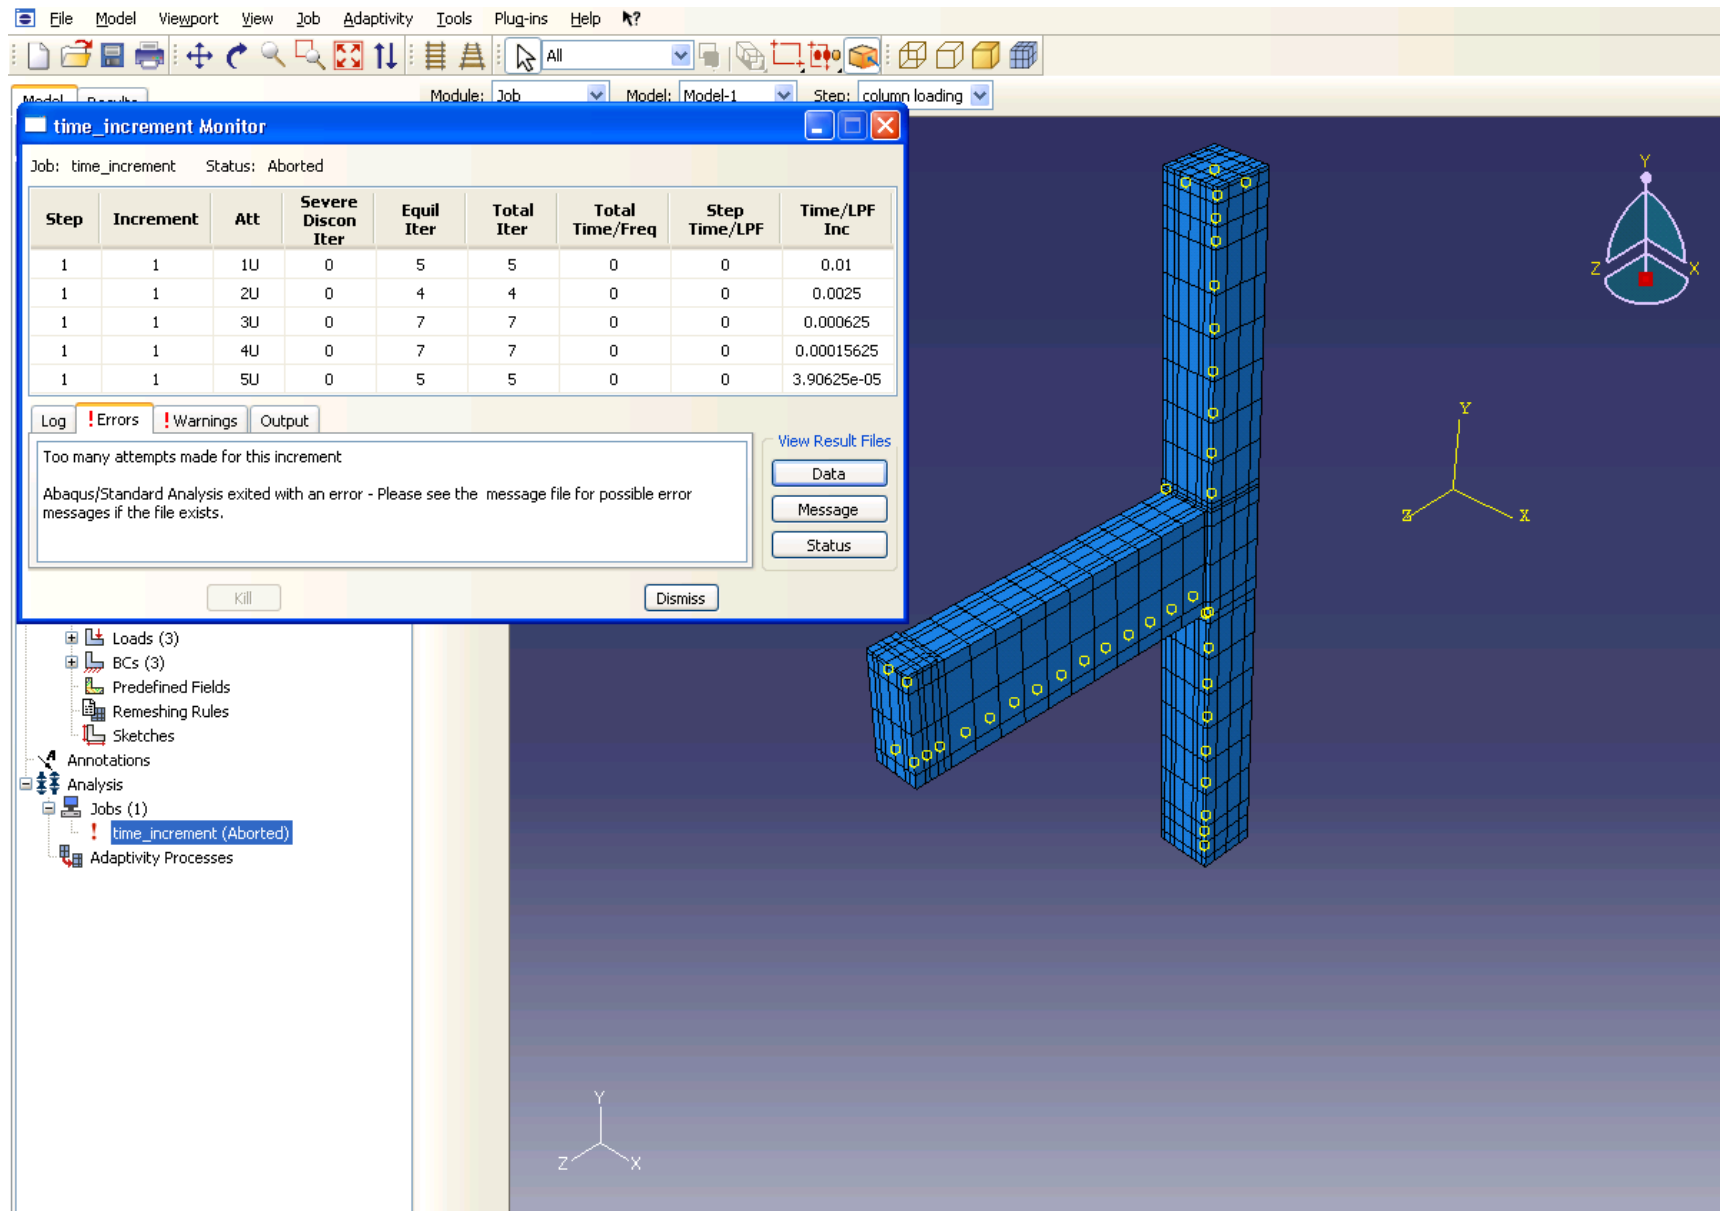 File Model Viewport View Job Adaptivity Tools Plug-ins Help
All
Model Results Module: Job Model: Model-1 Step: column loading
time_increment Monitor
Job: time_increment Status: Aborted
Step Increment Att Severe Discon Iter Equil Iter Total Iter Total Time/Freq Step Time/LPF Time/LPF Inc
1 1 1U 0 5 5 0 0 0.01
1 1 2U 0 4 4 0 0 0.0025
1 1 3U 0 7 7 0 0 0.000625
1 1 4U 0 7 7 0 0 0.00015625
1 1 5U 0 5 5 0 0 3.90625e-05
Log !Errors !Warnings Output
Too many attempts made for this increment
Abaqus/Standard Analysis exited with an error - Please see the message file for possible error
messages if the file exists.
View Result Files
Data
Message
Status
Kill Dismiss
Loads (3)
BCs (3)
Predefined Fields
Remeshing Rules
Sketches
Annotations
Analysis
Jobs (1)
time_increment (Aborted)
Adaptivity Processes
Y
Z X
Y
Z X
Y
Z X